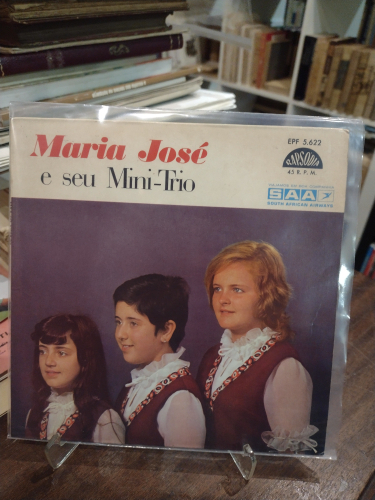 Maria José
e seu Mini-Trio
EPF 5.622
RAPSÓDIA
45 R. P. M.
SAA
SOUTH AFRICAN AIRWAYS